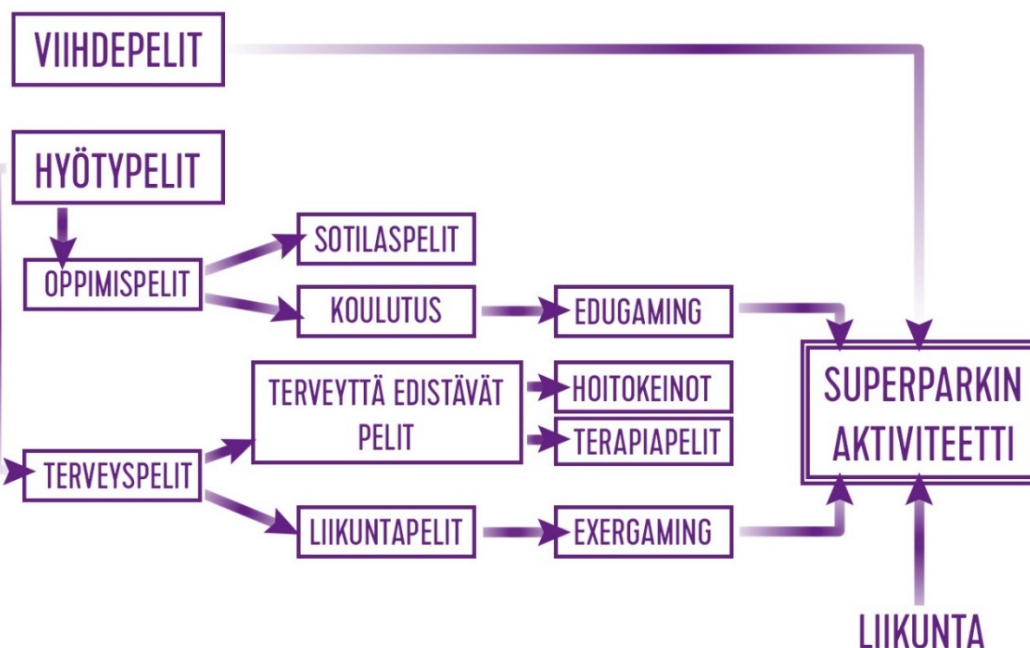 VIIHDEPELIT
HYÖTYPELIT
OPPIMISPELIT
SOTILASPELIT
KOULUTUS
EDUGAMING
TERVEYTTÄ EDISTÄVÄT
PELIT
HOITOKEINOT
TERAPIAPELIT
TERVEYSPELIT
LIIKUNTAPELIT
EXERGAMING
SUPERPARKIN
AKTIVITEETTI
LIIKUNTA